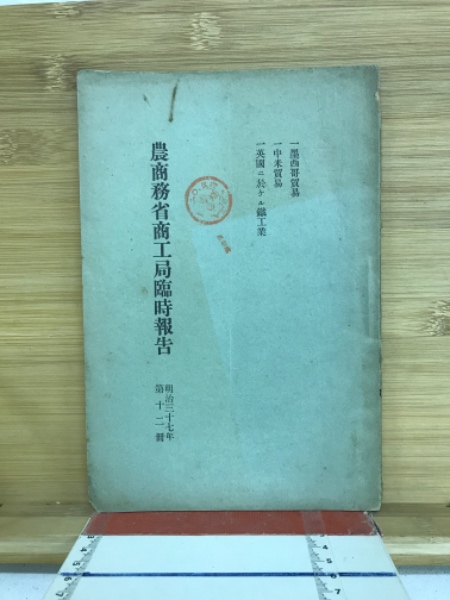 一墨西哥貿易
一中米貿易
一英國ニ於ケル鐵工業
農商務省商工局臨時報告
明治三十七年
第十二冊